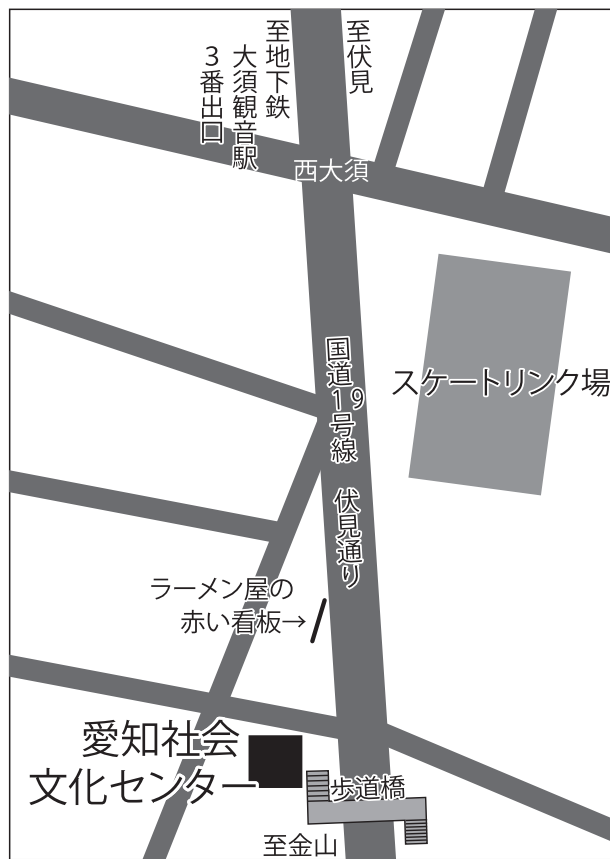 至伏見
至地下鉄
大須観音駅
3番出口
西大須
スケートリンク場
国道19号線 伏見通り
ラーメン屋の
赤い看板→
愛知社会
文化センター
歩道橋
至金山